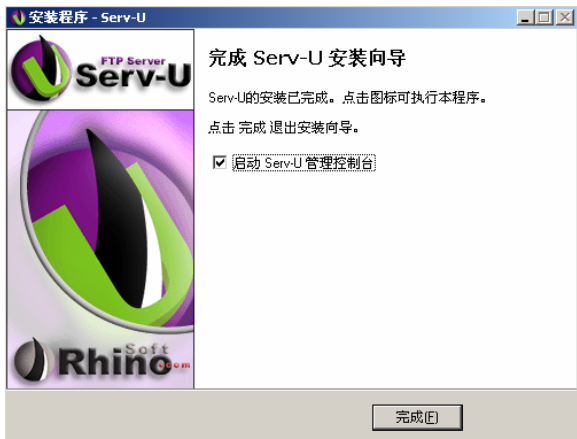 安装程序 - Serv-U
FTP Server
Serv-U
完成 Serv-U 安装向导
Serv-U的安装已完成。点击图标可执行本程序。
点击 完成 退出安装向导。
启动 Serv-U 管理控制台
RhinoSoft.com
完成(F)